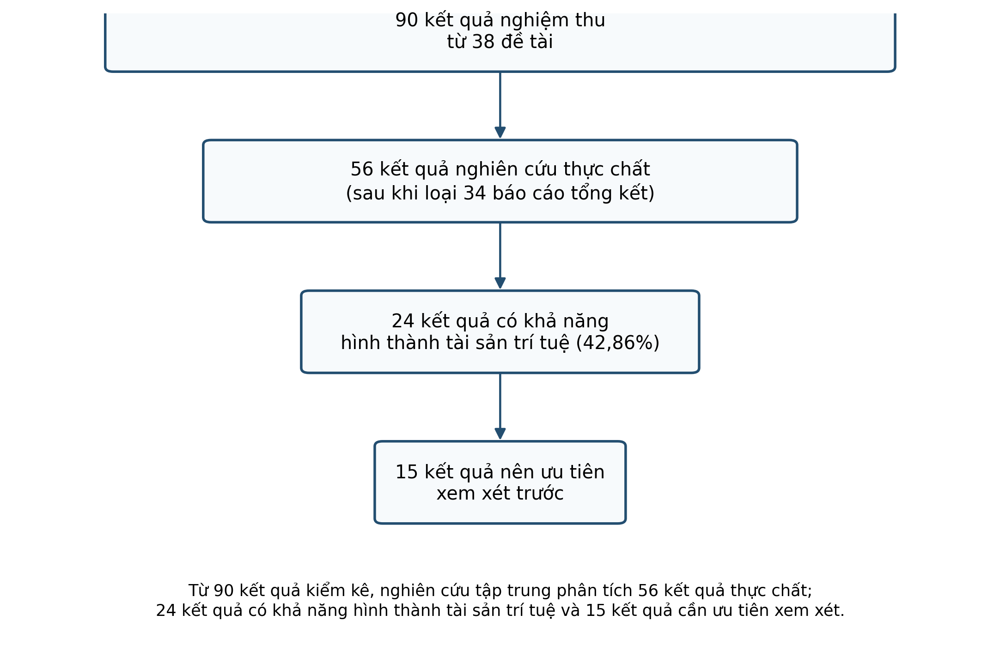 90 kết quả nghiệm thu
từ 38 đề tài
56 kết quả nghiên cứu thực chất
(sau khi loại 34 báo cáo tổng kết)
24 kết quả có khả năng
hình thành tài sản trí tuệ (42,86%)
15 kết quả nên ưu tiên
xem xét trước
Từ 90 kết quả kiểm kê, nghiên cứu tập trung phân tích 56 kết quả thực chất;
24 kết quả có khả năng hình thành tài sản trí tuệ và 15 kết quả cần ưu tiên xem xét.